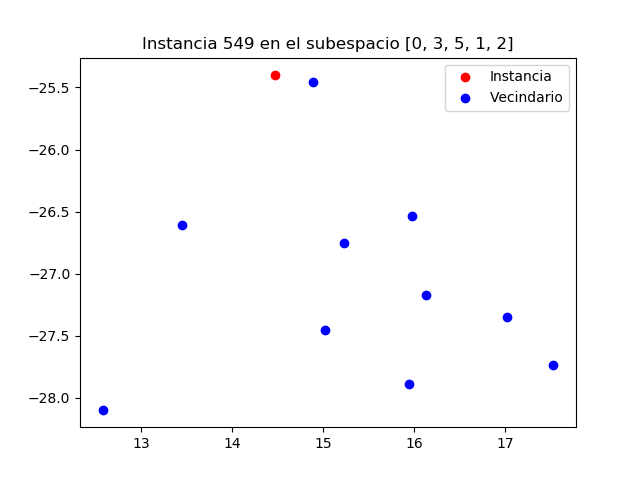 Instancia 549 en el subespacio [0, 3, 5, 1, 2]
Instancia
Vecindario
−25.5
−26.0
−26.5
−27.0
−27.5
−28.0
13 14 15 16 17